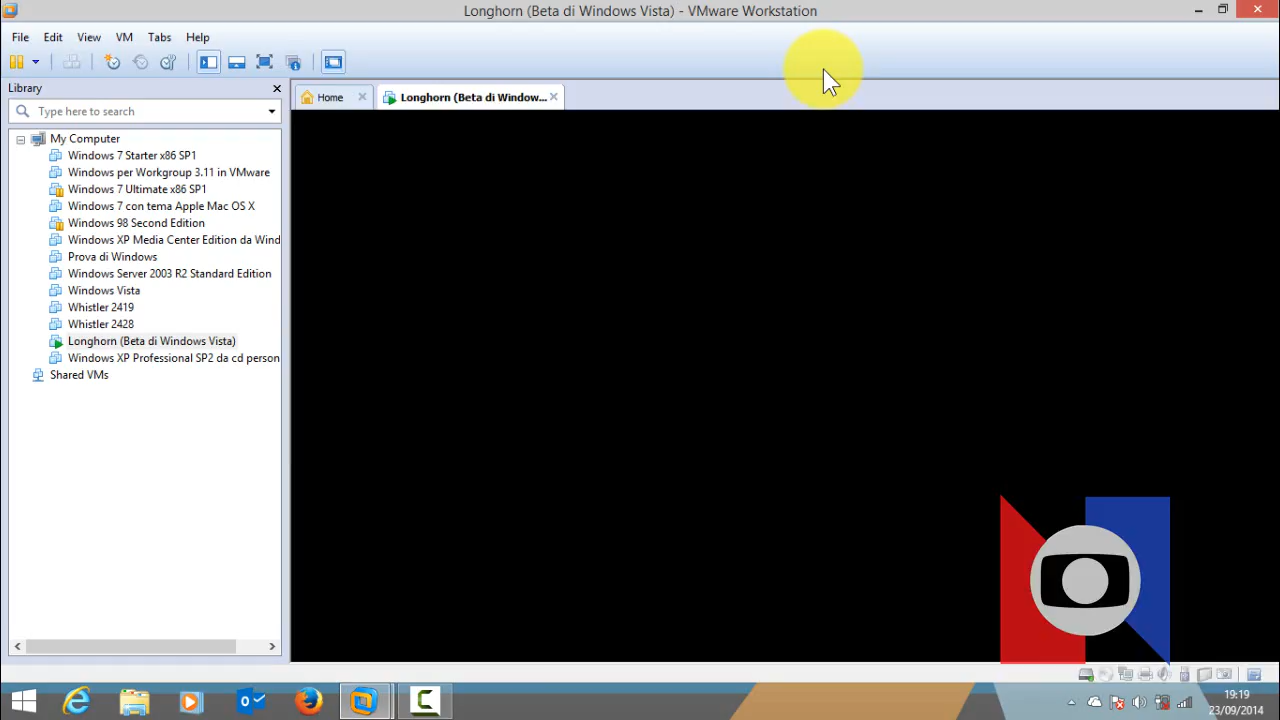 Longhorn (Beta di Windows Vista) - VMware Workstation
File Edit View VM Tabs Help
Library
Home
Longhorn (Beta di Window...
Type here to search
My Computer
Windows 7 Starter x86 SP1
Windows per Workgroup 3.11 in VMware
Windows 7 Ultimate x86 SP1
Windows 7 con tema Apple Mac OS X
Windows 98 Second Edition
Windows XP Media Center Edition da Wind
Prova di Windows
Windows Server 2003 R2 Standard Edition
Windows Vista
Whistler 2419
Whistler 2428
Longhorn (Beta di Windows Vista)
Windows XP Professional SP2 da cd person
Shared VMs
19:19
23/09/2014